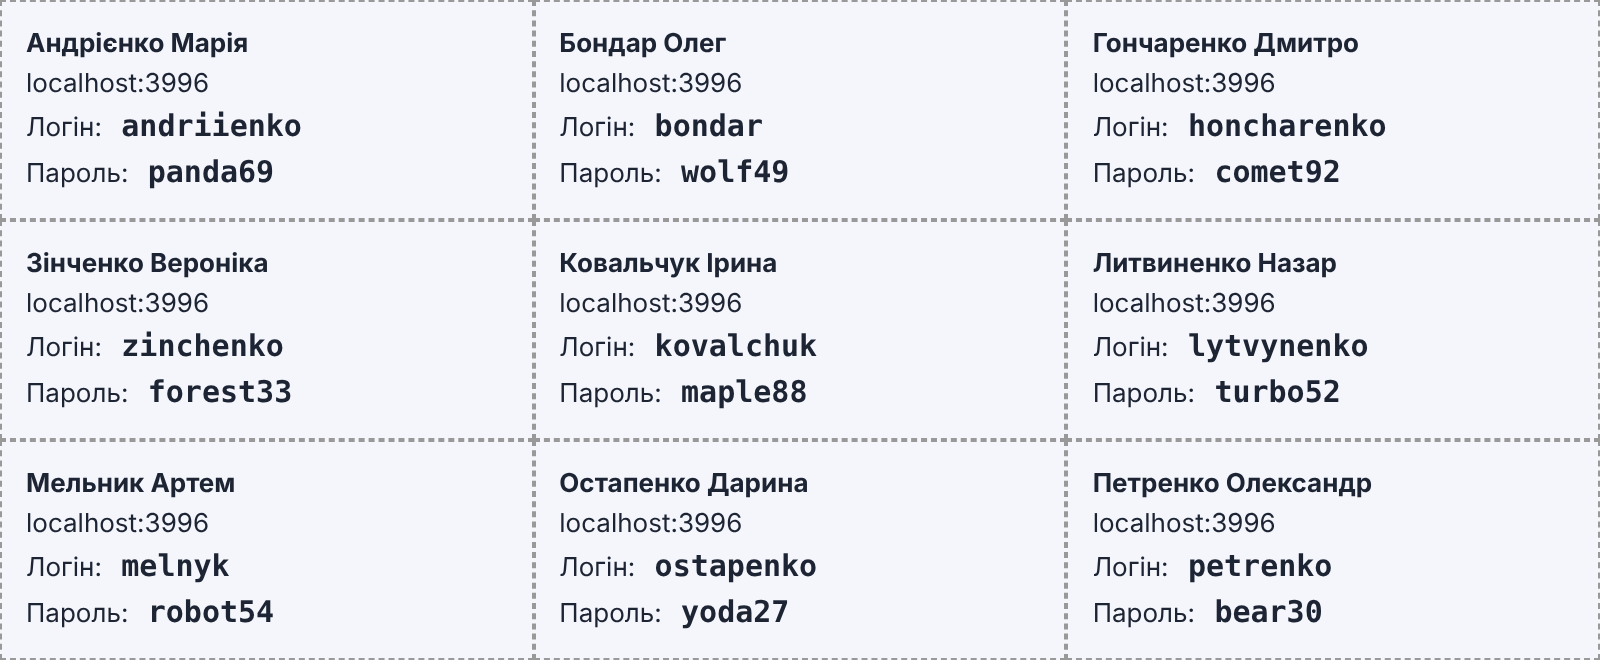 Андрієнко Марія
localhost:3996
Логін: andriienko
Пароль: panda69
Бондар Олег
localhost:3996
Логін: bondar
Пароль: wolf49
Гончаренко Дмитро
localhost:3996
Логін: honcharenko
Пароль: comet92
Зінченко Вероніка
localhost:3996
Логін: zinchenko
Пароль: forest33
Ковальчук Ірина
localhost:3996
Логін: kovalchuk
Пароль: maple88
Литвиненко Назар
localhost:3996
Логін: lytvynenko
Пароль: turbo52
Мельник Артем
localhost:3996
Логін: melnyk
Пароль: robot54
Остапенко Дарина
localhost:3996
Логін: ostapenko
Пароль: yoda27
Петренко Олександр
localhost:3996
Логін: petrenko
Пароль: bear30